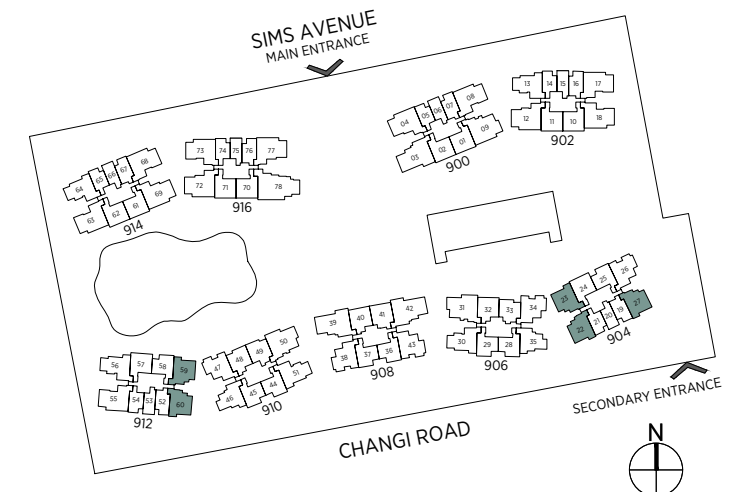 SIMS AVENUE
MAIN ENTRANCE
04 05 06 07 08
03 02 01 09
900
13 14 15 16 17
12 11 10 18
902
64 65 66 67 68
63 62 61 69
914
73 74 75 76 77
72 71 70 78
916
23 24 25 26
22 21 20 19 27
904
39 40 41 42
38 37 36 43
908
31 32 33 34
30 29 28 35
906
47 48 49 50
46 45 44 51
910
56 57 58 59
55 54 53 52 60
912
CHANGI ROAD
SECONDARY ENTRANCE
N